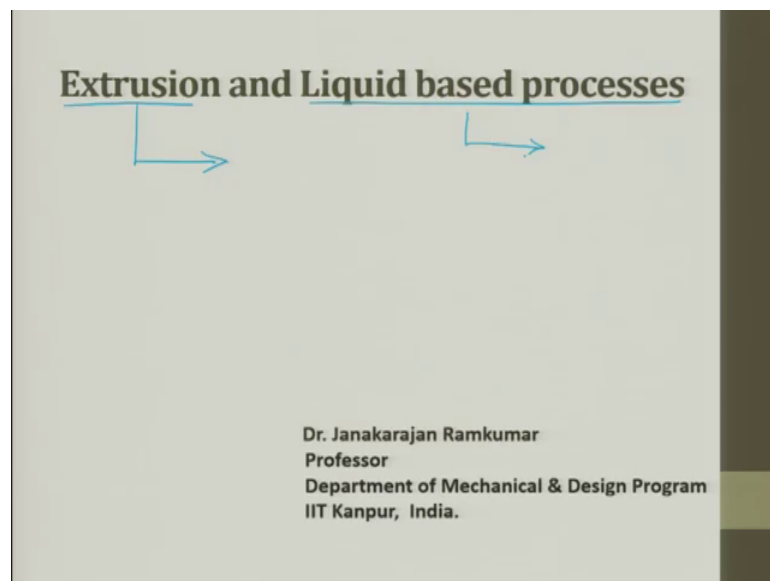 Extrusion and Liquid based processes
Dr. Janakarajan Ramkumar
Professor
Department of Mechanical & Design Program
IIT Kanpur, India.